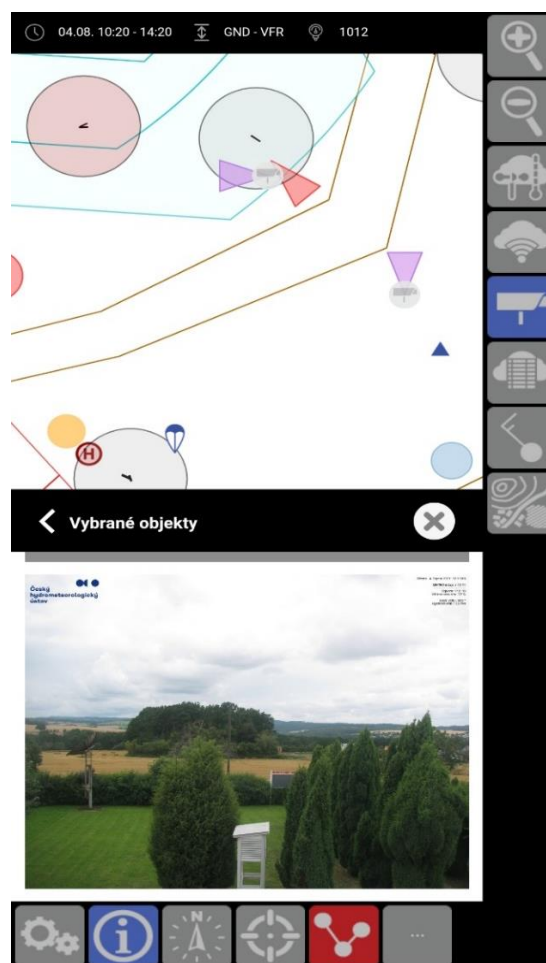 04.08. 10:20 - 14:20 GND - VFR 1012
H
Vybrané objekty
Český
hydrometeorologický
ústav
N
...